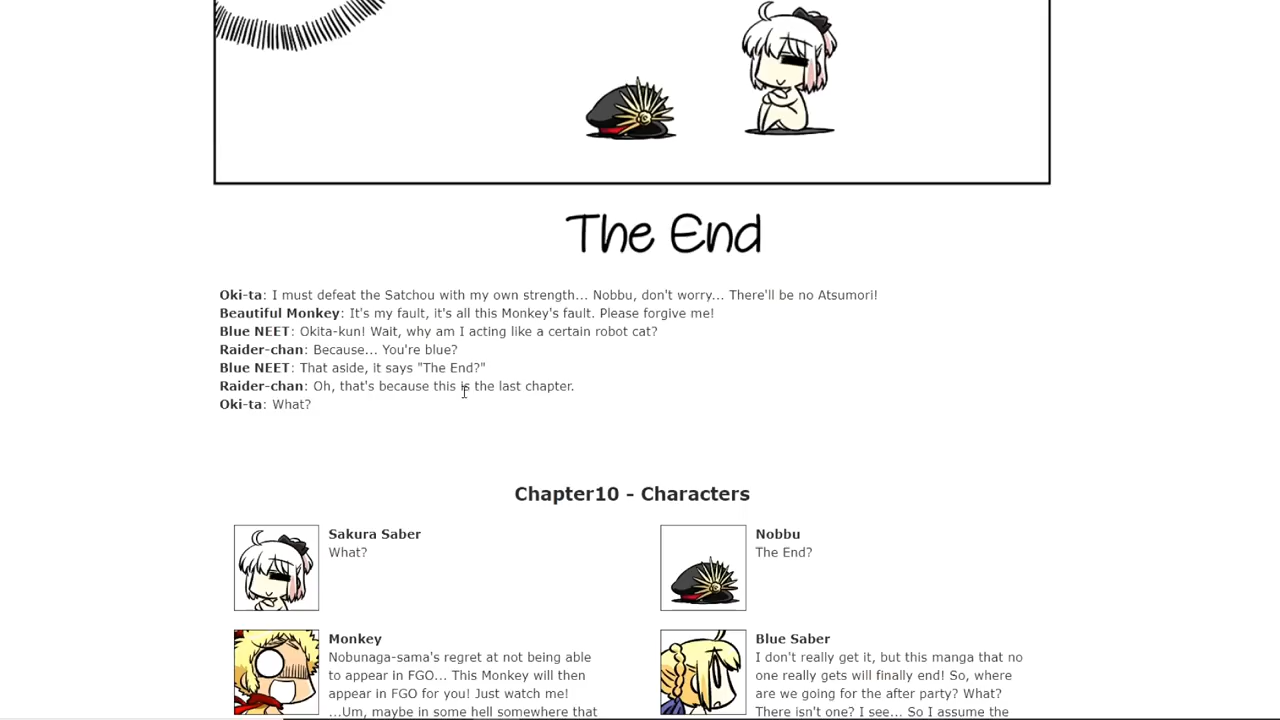 The End
Oki-ta: I must defeat the Satchou with my own strength... Nobbu, don't worry... There'll be no Atsumori!
Beautiful Monkey: It's my fault, it's all this Monkey's fault. Please forgive me!
Blue NEET: Okita-kun! Wait, why am I acting like a certain robot cat?
Raider-chan: Because... You're blue?
Blue NEET: That aside, it says "The End?"
Raider-chan: Oh, that's because this is the last chapter.
Oki-ta: What?
Chapter10 - Characters
Sakura Saber
What?
Nobbu
The End?
Monkey
Nobunaga-sama's regret at not being able
to appear in FGO... This Monkey will then
appear in FGO for you! Just watch me!
...Um, maybe in some hell somewhere that
Blue Saber
I don't really get it, but this manga that no
one really gets will finally end! So, where
are we going for the after party? What?
There isn't one? I see... So I assume the